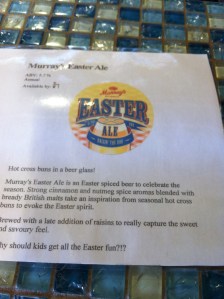 Murray's Easter Ale
Available by
Murray's
EASTER
ALE
Hot cross buns in a beer glass!
Murray's Easter Ale is an Easter spiced beer to celebrate the
season. Strong cinnamon and nutmeg spice aromas blended with
bready British malts take an inspiration from seasonal hot cross
buns to evoke the Easter spirit.
Brewed with a late addition of raisins to really capture the sweet
and savoury feel.
hy should kids get all the Easter fun?!?